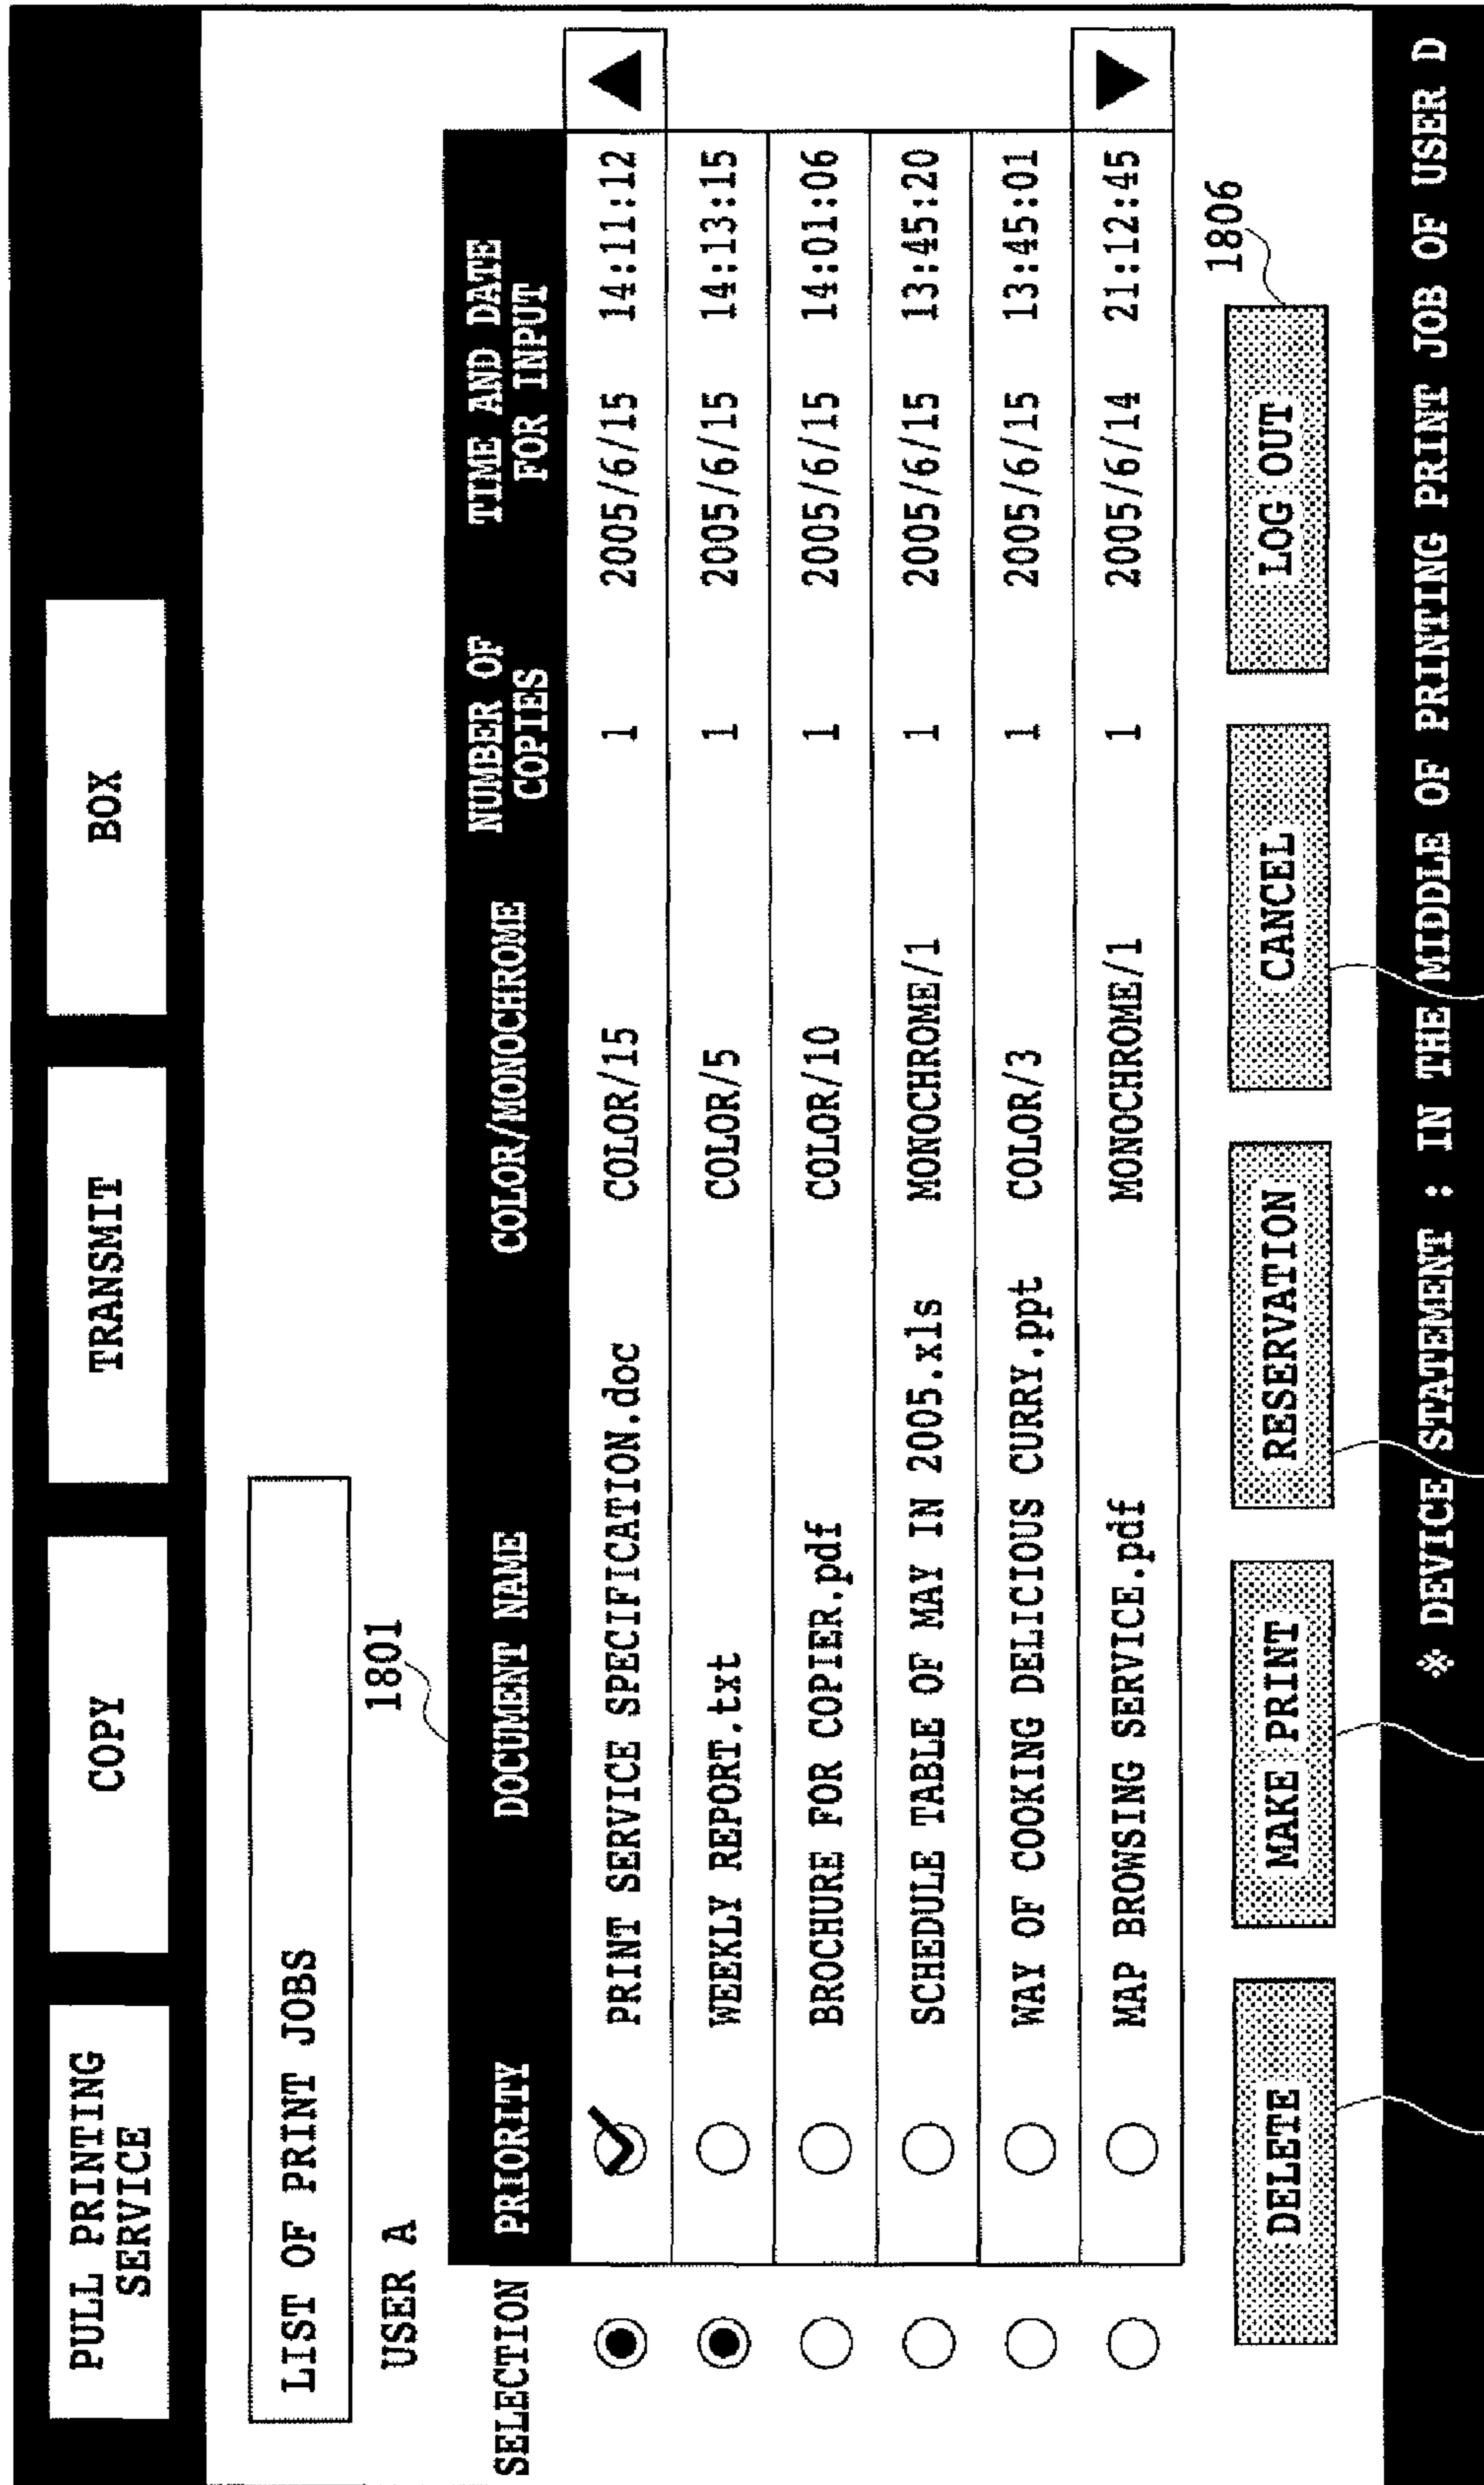 PULL PRINTING
SERVICE
COPY
TRANSMIT
BOX
LIST OF PRINT JOBS
USER A
1801
SELECTION PRIORITY DOCUMENT NAME COLOR/MONOCHROME NUMBER OF COPIES TIME AND DATE FOR INPUT
PRINT SERVICE SPECIFICATION.doc COLOR/15 1 2005/6/15 14:11:12
WEEKLY REPORT.txt COLOR/5 1 2005/6/15 14:13:15
BROCHURE FOR COPIER.pdf COLOR/10 1 2005/6/15 14:01:06
SCHEDULE TABLE OF MAY IN 2005.xls MONOCHROME/1 1 2005/6/15 13:45:20
WAY OF COOKING DELICIOUS CURRY.ppt COLOR/3 1 2005/6/15 13:45:01
MAP BROWSING SERVICE.pdf MONOCHROME/1 1 2005/6/14 21:12:45
1806
DELETE
MAKE PRINT
RESERVATION
CANCEL
LOG OUT
※ DEVICE STATEMENT : IN THE MIDDLE OF PRINTING PRINT JOB OF USER D